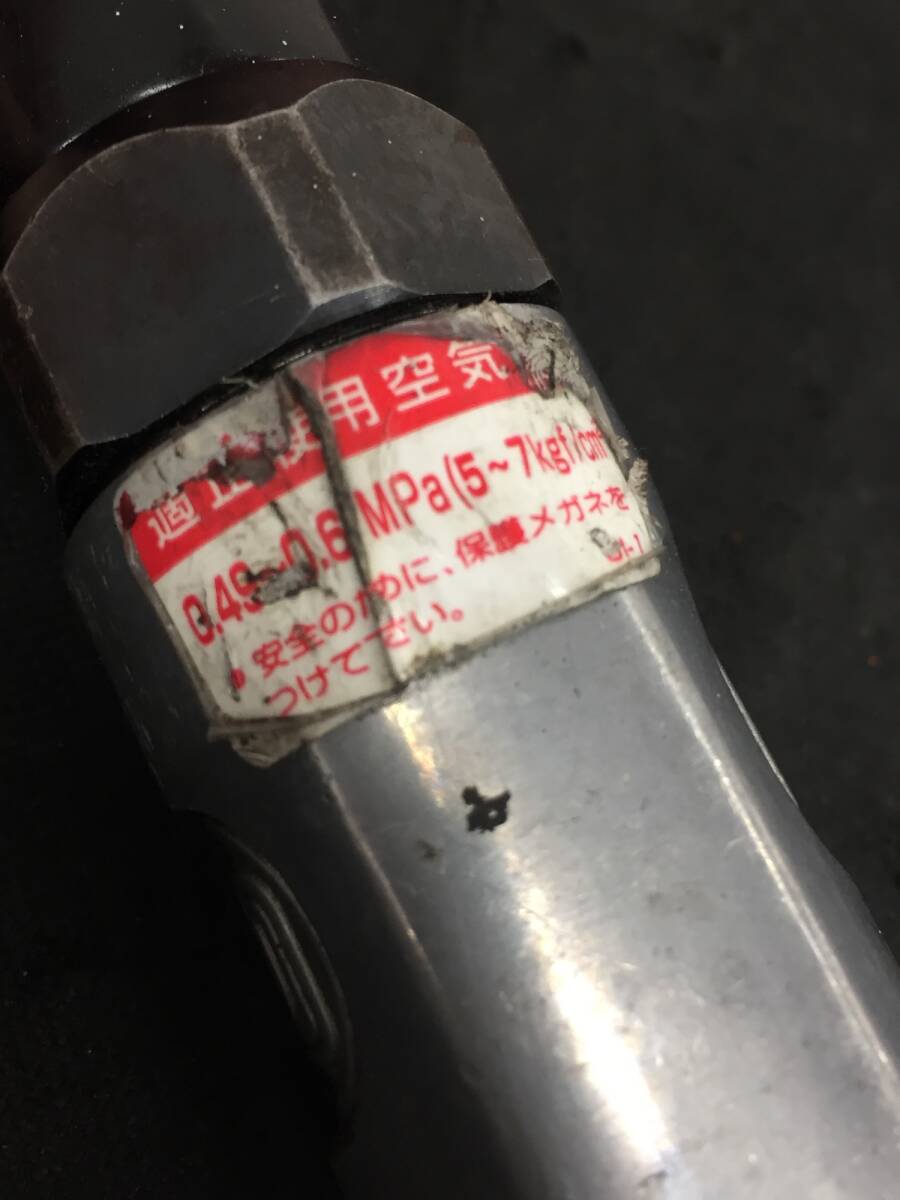 適正使用空気
0.49~0.6 MPa(5~7kgf/cm²
● 安全のために、保護メガネを
つけて下さい。